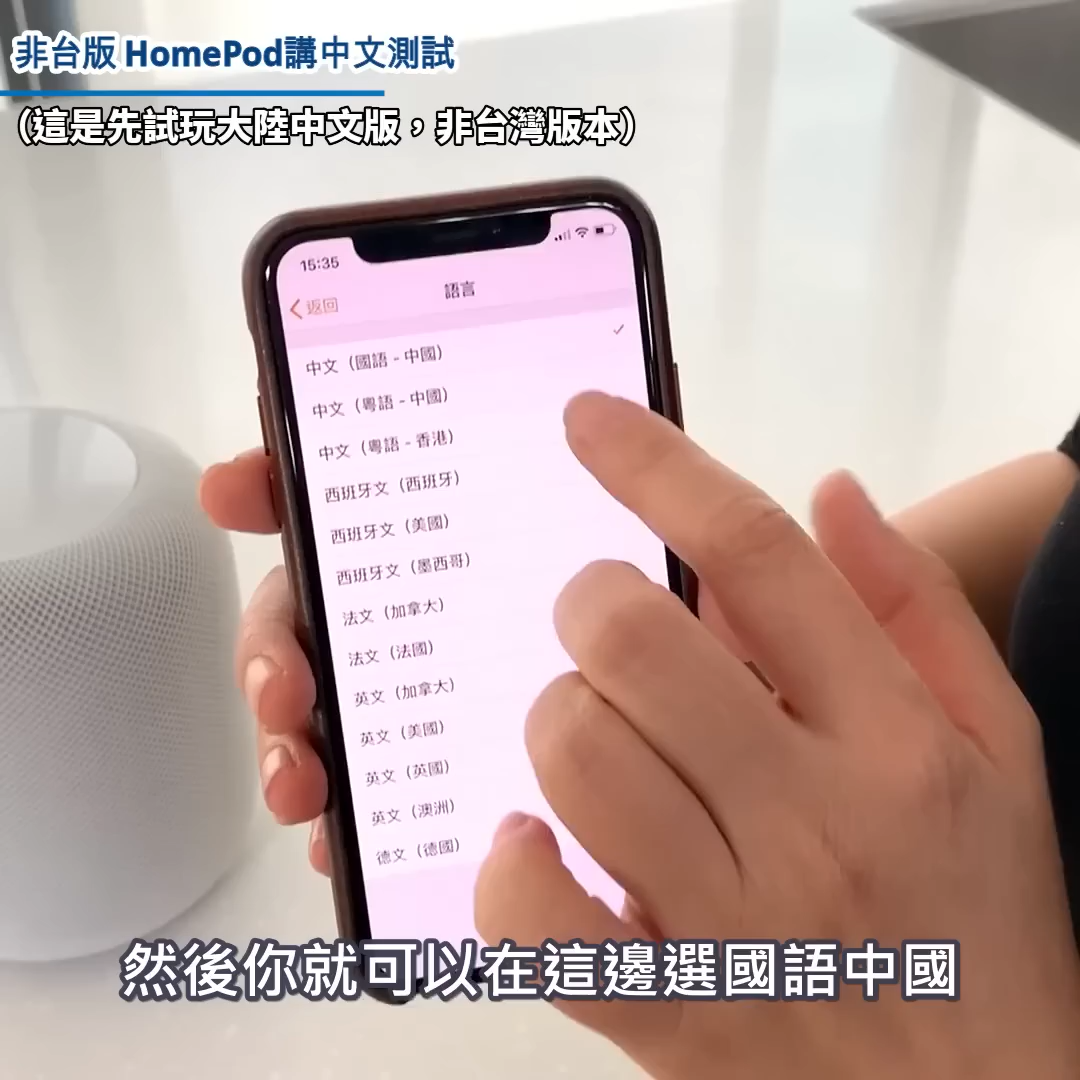 非台版 HomePod講中文測試
（這是先試玩大陸中文版，非台灣版本）
15:35
返回
語言
中文（國語 - 中國）
中文（粵語 - 中國）
中文（粵語 - 香港）
西班牙文（西班牙）
西班牙文（美國）
西班牙文（墨西哥）
法文（加拿大）
法文（法國）
英文（加拿大）
英文（美國）
英文（英國）
英文（澳洲）
德文（德國）
然後你就可以在這邊選國語中國